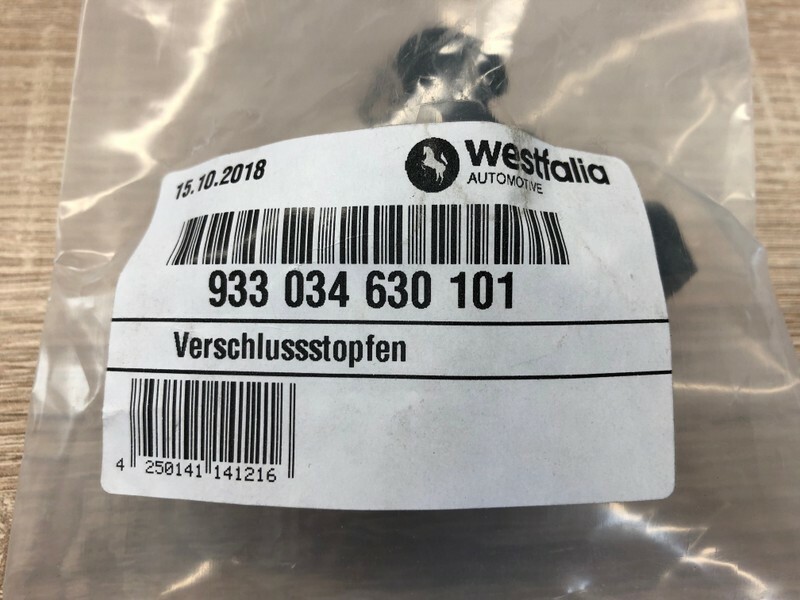 15.10.2018
westfalia
AUTOMOTIVE
933 034 630 101
Verschlussstopfen
4 250141 141216